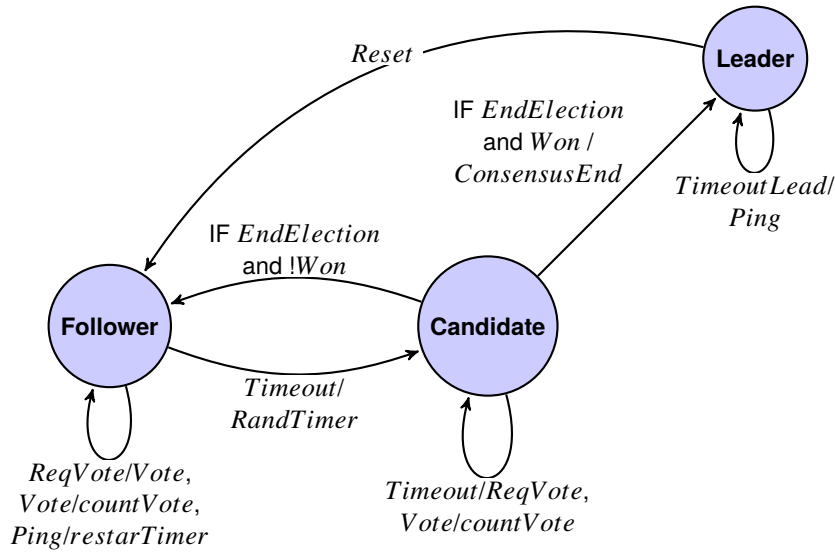 Leader
Reset
IF EndElection
and Won /
ConsensusEnd
TimeoutLead/
Ping
IF EndElection
and !Won
Follower
Candidate
Timeout/
RandTimer
ReqVote/Vote,
Vote/countVote,
Ping/restarTimer
Timeout/ReqVote,
Vote/countVote